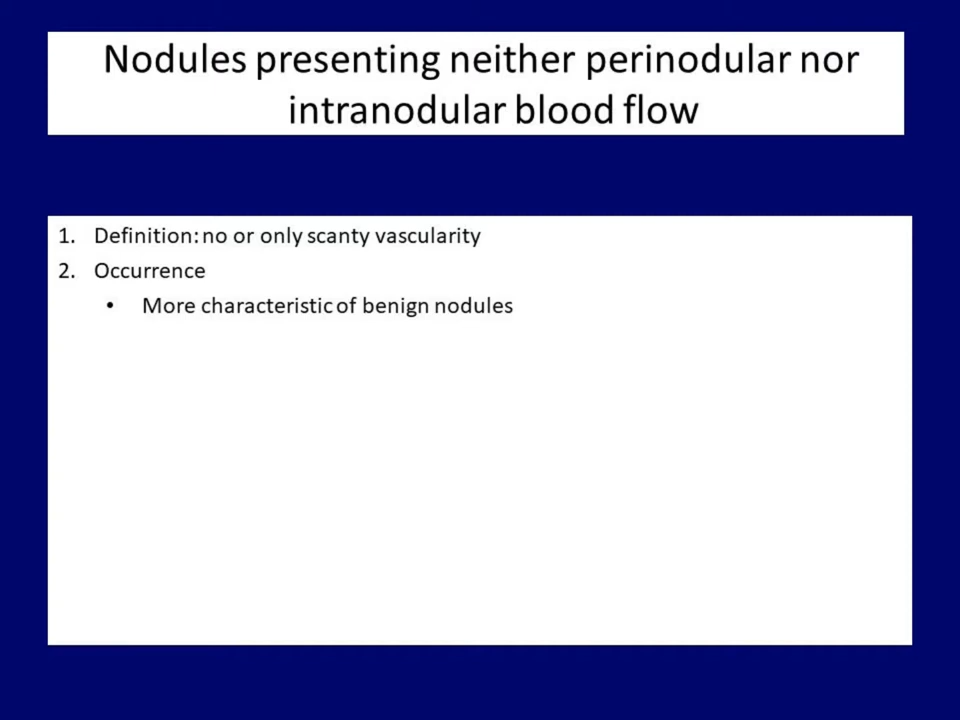 Nodules presenting neither perinodular nor
intranodular blood flow
1. Definition: no or only scanty vascularity
2. Occurrence
• More characteristic of benign nodules